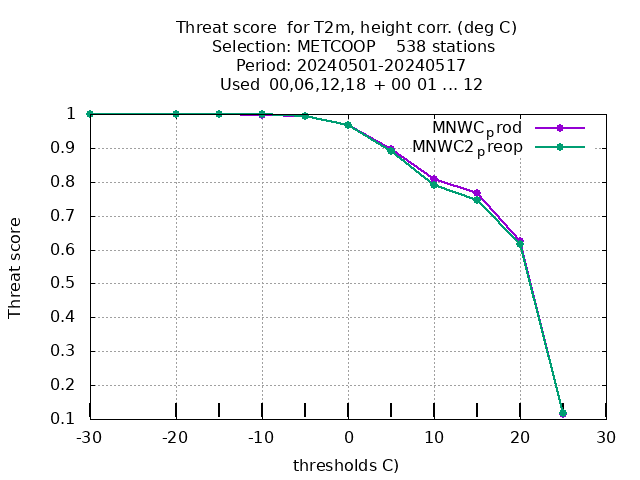 Threat score  for T2m, height corr. (deg C)
Selection: METCOOP    538 stations
Period: 20240501-20240517
Used  00,06,12,18  + 00 01 ... 12
MNWCprod
MNWC2preop
1
0.9
0.8
0.7
0.6
0.5
0.4
0.3
0.2
0.1
Threat score
-30
-20
-10
0
10
20
30
thresholds C)